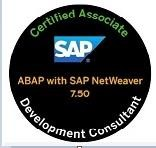 Certified Associate
SAP
ABAP with SAP NetWeaver
7.50
Development Consultant